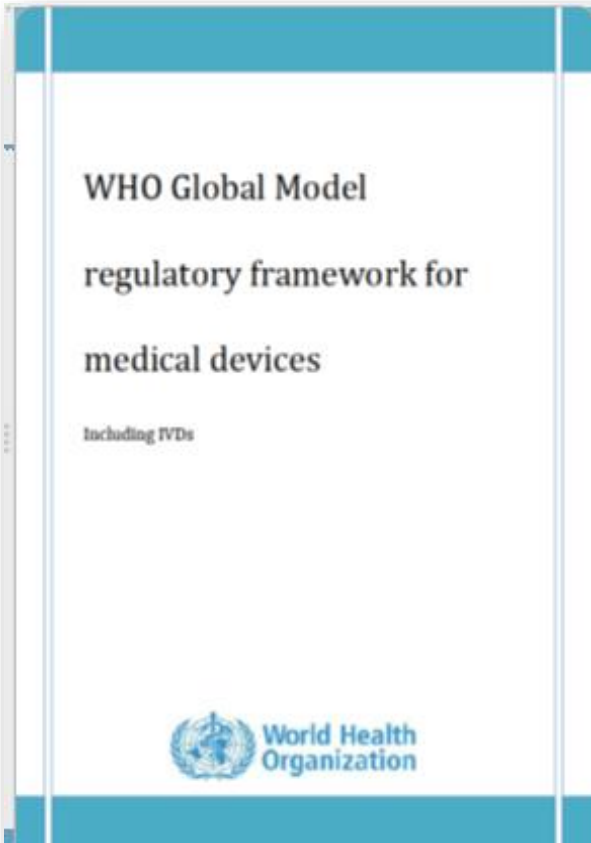 WHO Global Model
regulatory framework for
medical devices
Including IVDs
World Health
Organization